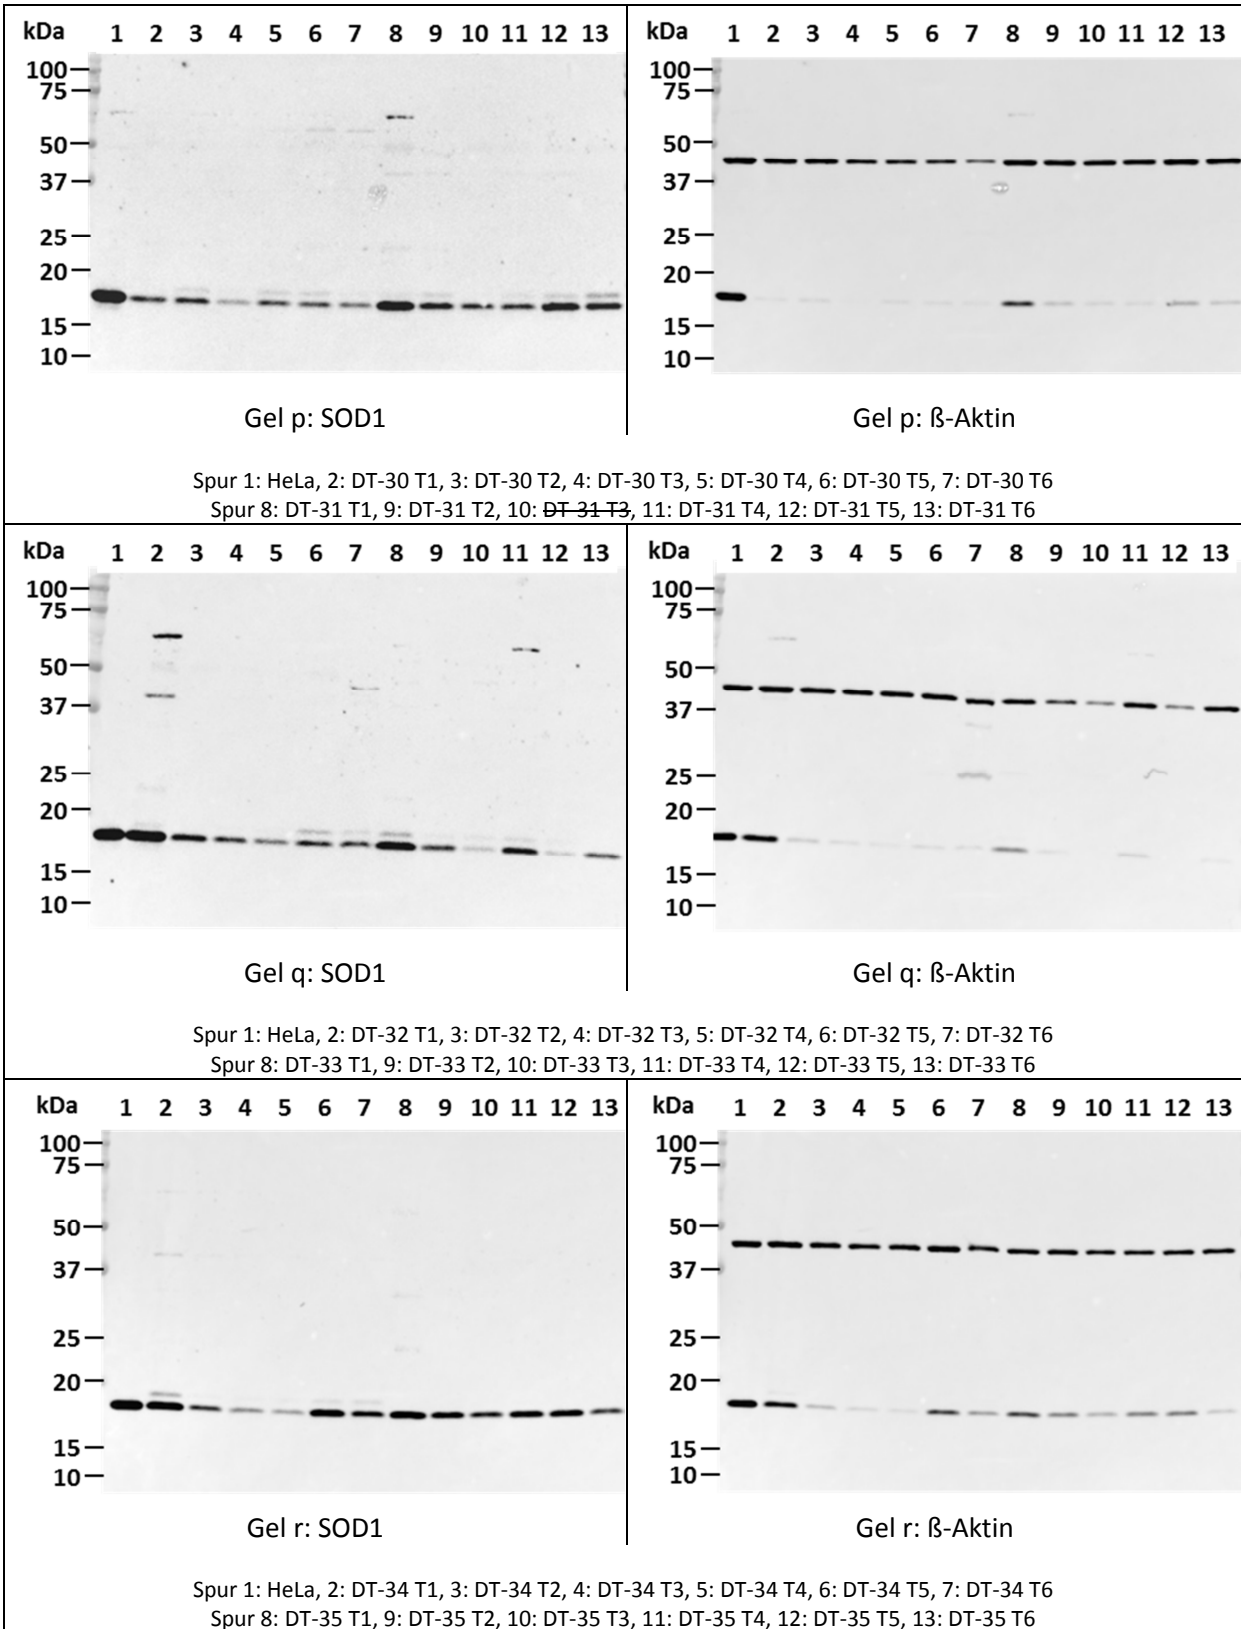 kDa 1 2 3 4 5 6 7 8 9 10 11 12 13
100
75
50
37
25
20
15
10
Gel p: SOD1
kDa 1 2 3 4 5 6 7 8 9 10 11 12 13
100
75
50
37
25
20
15
10
Gel p: ß-Aktin
Spur 1: HeLa, 2: DT-30 T1, 3: DT-30 T2, 4: DT-30 T3, 5: DT-30 T4, 6: DT-30 T5, 7: DT-30 T6
Spur 8: DT-31 T1, 9: DT-31 T2, 10: DT-31 T3, 11: DT-31 T4, 12: DT-31 T5, 13: DT-31 T6
kDa 1 2 3 4 5 6 7 8 9 10 11 12 13
100
75
50
37
25
20
15
10
Gel q: SOD1
kDa 1 2 3 4 5 6 7 8 9 10 11 12 13
100
75
50
37
25
20
15
10
Gel q: ß-Aktin
Spur 1: HeLa, 2: DT-32 T1, 3: DT-32 T2, 4: DT-32 T3, 5: DT-32 T4, 6: DT-32 T5, 7: DT-32 T6
Spur 8: DT-33 T1, 9: DT-33 T2, 10: DT-33 T3, 11: DT-33 T4, 12: DT-33 T5, 13: DT-33 T6
kDa 1 2 3 4 5 6 7 8 9 10 11 12 13
100
75
50
37
25
20
15
10
Gel r: SOD1
kDa 1 2 3 4 5 6 7 8 9 10 11 12 13
100
75
50
37
25
20
15
10
Gel r: ß-Aktin
Spur 1: HeLa, 2: DT-34 T1, 3: DT-34 T2, 4: DT-34 T3, 5: DT-34 T4, 6: DT-34 T5, 7: DT-34 T6
Spur 8: DT-35 T1, 9: DT-35 T2, 10: DT-35 T3, 11: DT-35 T4, 12: DT-35 T5, 13: DT-35 T6